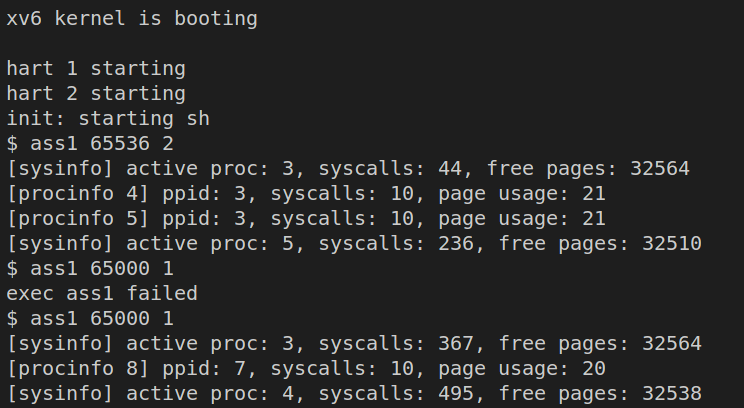 xv6 kernel is booting

hart 1 starting
hart 2 starting
init: starting sh
$ ass1 65536 2
[sysinfo] active proc: 3, syscalls: 44, free pages: 32564
[procinfo 4] ppid: 3, syscalls: 10, page usage: 21
[procinfo 5] ppid: 3, syscalls: 10, page usage: 21
[sysinfo] active proc: 5, syscalls: 236, free pages: 32510
$ ass1 65000 1
exec ass1 failed
$ ass1 65000 1
[sysinfo] active proc: 3, syscalls: 367, free pages: 32564
[procinfo 8] ppid: 7, syscalls: 10, page usage: 20
[sysinfo] active proc: 4, syscalls: 495, free pages: 32538